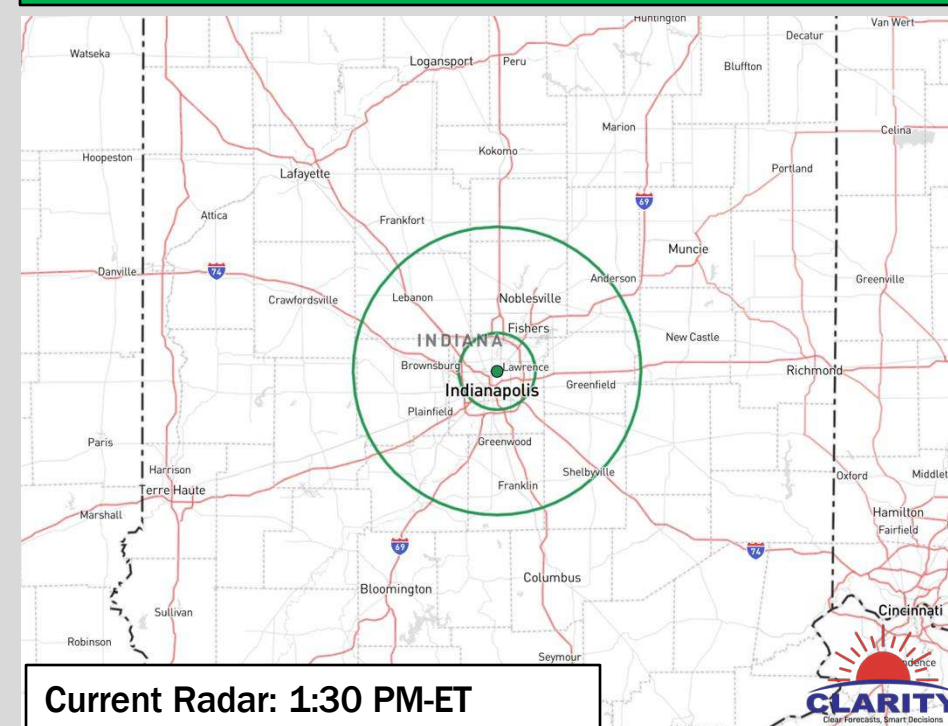 Huntington
Van Wert
Decatur
Watseka
Logansport
Peru
Bluffton
Marion
Celina
Kokomo
Hoopeston
Portland
Lafayette
69
Attica
Frankfort
Muncie
Danville
74
Anderson
Greenville
Crawfordsville
Lebanon
Noblesville
Fishers
INDIANA
New Castle
Brownsburg
Lawrence
Richmond
Greenfield
Indianapolis
Plainfield
Greenwood
Paris
Harrison
Shelbyville
Oxford
Middlet
Terre Haute
Franklin
Marshall
Hamilton
Fairfield
69
74
Columbus
Bloomington
Sullivan
Cincinnati
Robinson
Seymour
ndence
Current Radar: 1:30 PM-ET
CLARITY
Clear Forecasts, Smart Decisions